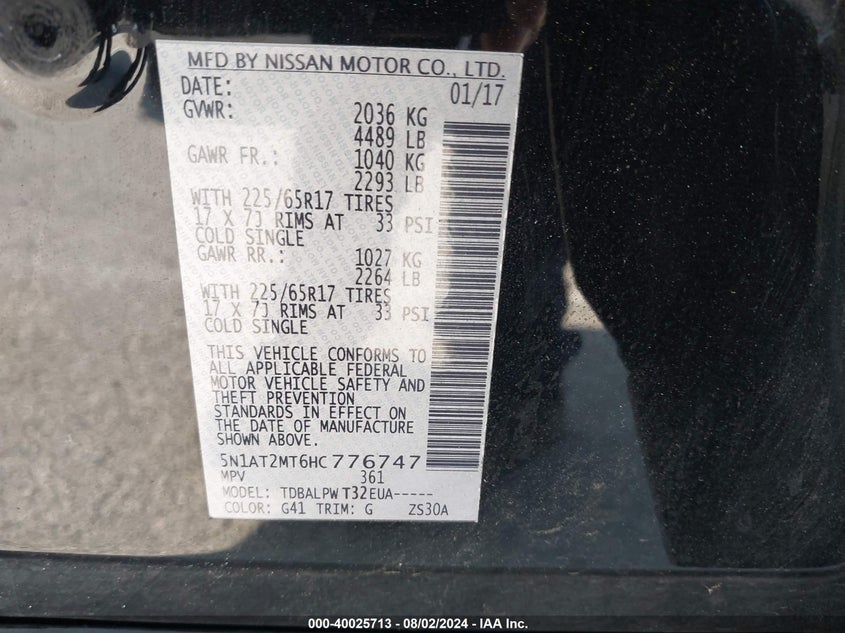 MFD BY NISSAN MOTOR CO., LTD.
DATE: 01/17
GVWR: 2036 KG
4489 LB
GAWR FR.: 1040 KG
2293 LB
WITH 225/65R17 TIRES
17 X 7J RIMS AT 33 PSI
COLD SINGLE
GAWR RR.: 1027 KG
2264 LB
WITH 225/65R17 TIRES
17 X 7J RIMS AT 33 PSI
COLD SINGLE
THIS VEHICLE CONFORMS TO
ALL APPLICABLE FEDERAL
MOTOR VEHICLE SAFETY AND
THEFT PREVENTION
STANDARDS IN EFFECT ON
THE DATE OF MANUFACTURE
SHOWN ABOVE.
5N1AT2MT6HC776747
MPV 361
MODEL: TDBALPW T32EUA-----
COLOR: G41 TRIM: G ZS30A
000-40025713 - 08/02/2024 - IAA Inc.